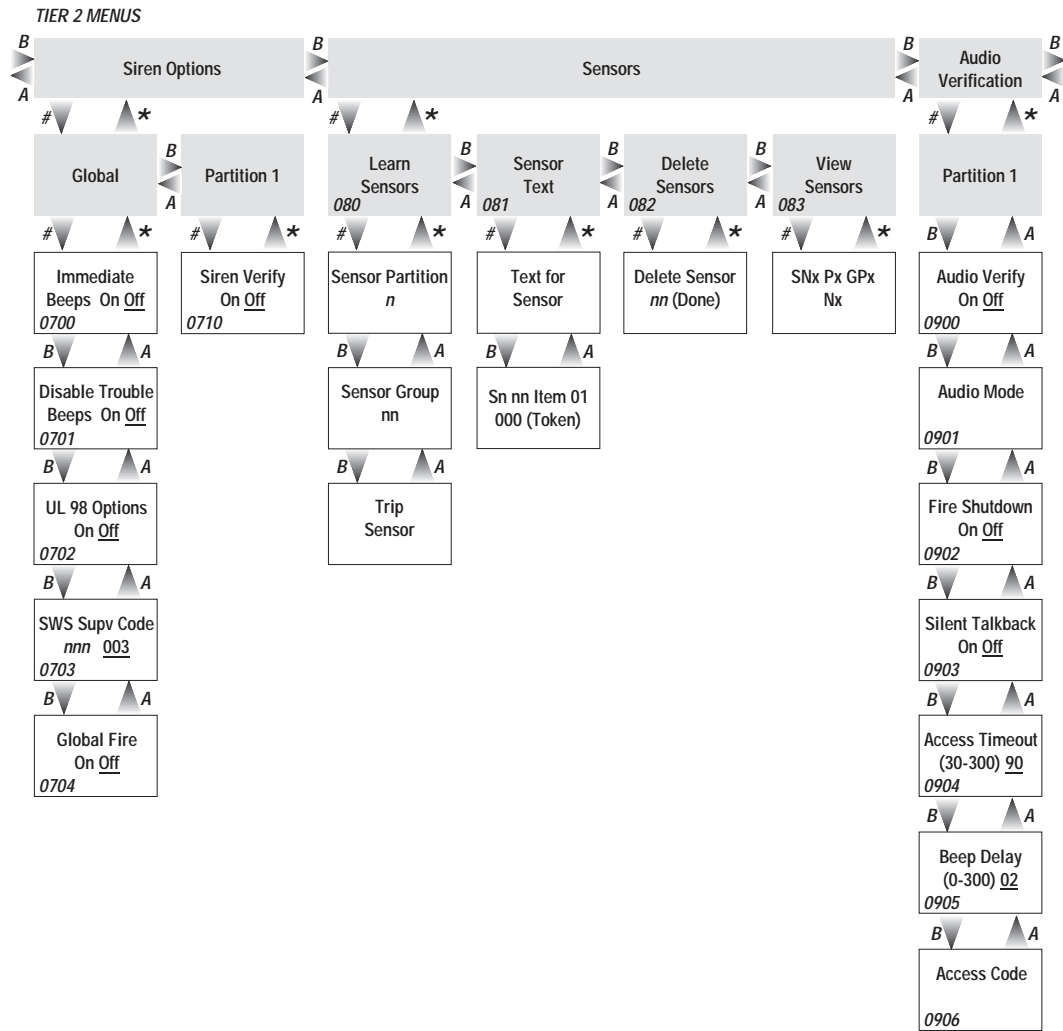 TIER 2 MENUS
B
A
Siren Options
B
A
Sensors
B
A
Audio
Verification
B
A
#
*
#
*
#
*
Global
B
A
Partition 1
Learn
Sensors
080
B
A
Sensor
Text
081
B
A
Delete
Sensors
082
B
A
View
Sensors
083
Partition 1
#
*
#
*
#
*
#
*
#
*
#
*
B
A
Immediate
Beeps On Off
0700
Siren Verify
On Off
0710
Sensor Partition
n
Text for
Sensor
Delete Sensor
nn (Done)
SNx Px GPx
Nx
Audio Verify
On Off
0900
B
A
B
A
B
A
B
A
Disable Trouble
Beeps On Off
0701
Sensor Group
nn
Sn nn Item 01
000 (Token)
Audio Mode
0901
B
A
B
A
B
A
UL 98 Options
On Off
0702
Trip
Sensor
Fire Shutdown
On Off
0902
B
A
B
A
SWS Supv Code
nnn 003
0703
Silent Talkback
On Off
0903
B
A
B
A
Global Fire
On Off
0704
Access Timeout
(30-300) 90
0904
B
A
Beep Delay
(0-300) 02
0905
B
A
Access Code
0906